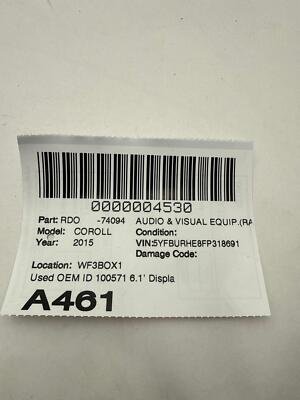 0000004530
Part: RDO -74094 AUDIO & VISUAL EQUIP.(RA
Model: COROLL Condition:
Year: 2015 VIN:5YFBURHE8FP318691
Damage Code:
Location: WF3BOX1
Used OEM ID 100571 6.1' Displa
A461